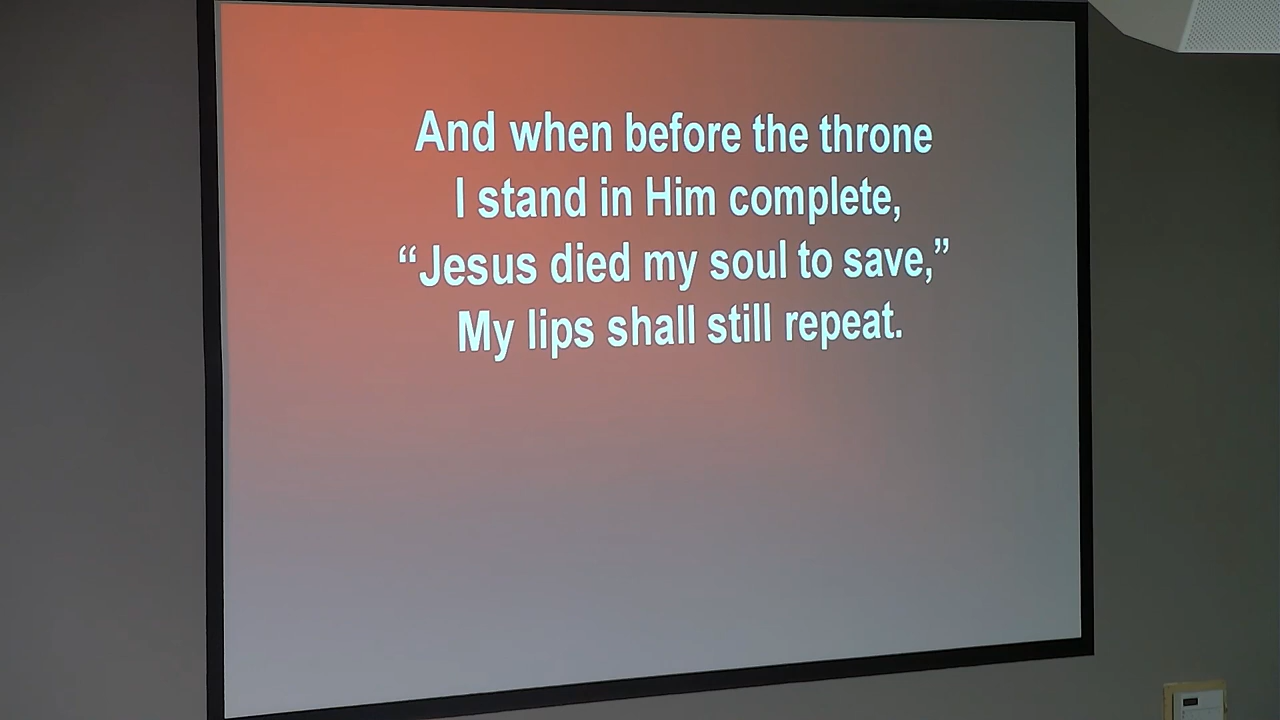 And when before the throne
I stand in Him complete,
“Jesus died my soul to save,”
My lips shall still repeat.